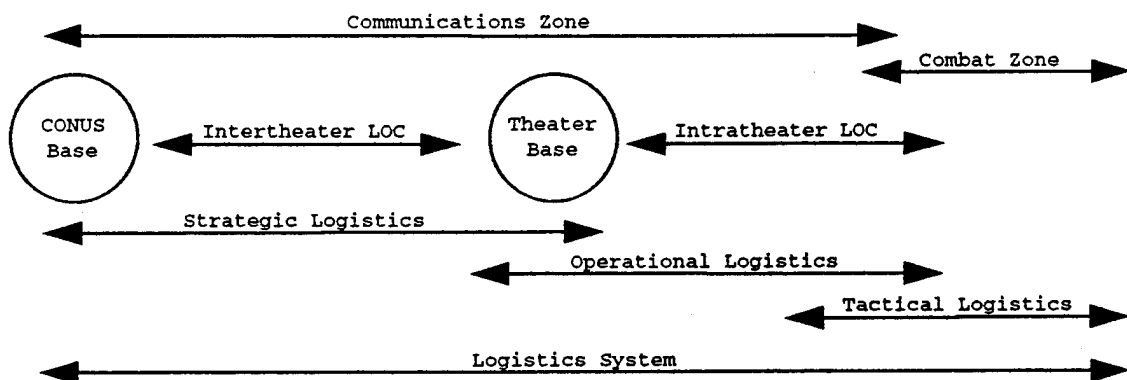 Communications Zone
Combat Zone
CONUS
Base
Intertheater LOC
Theater
Base
Intratheater LOC
Strategic Logistics
Operational Logistics
Tactical Logistics
Logistics System